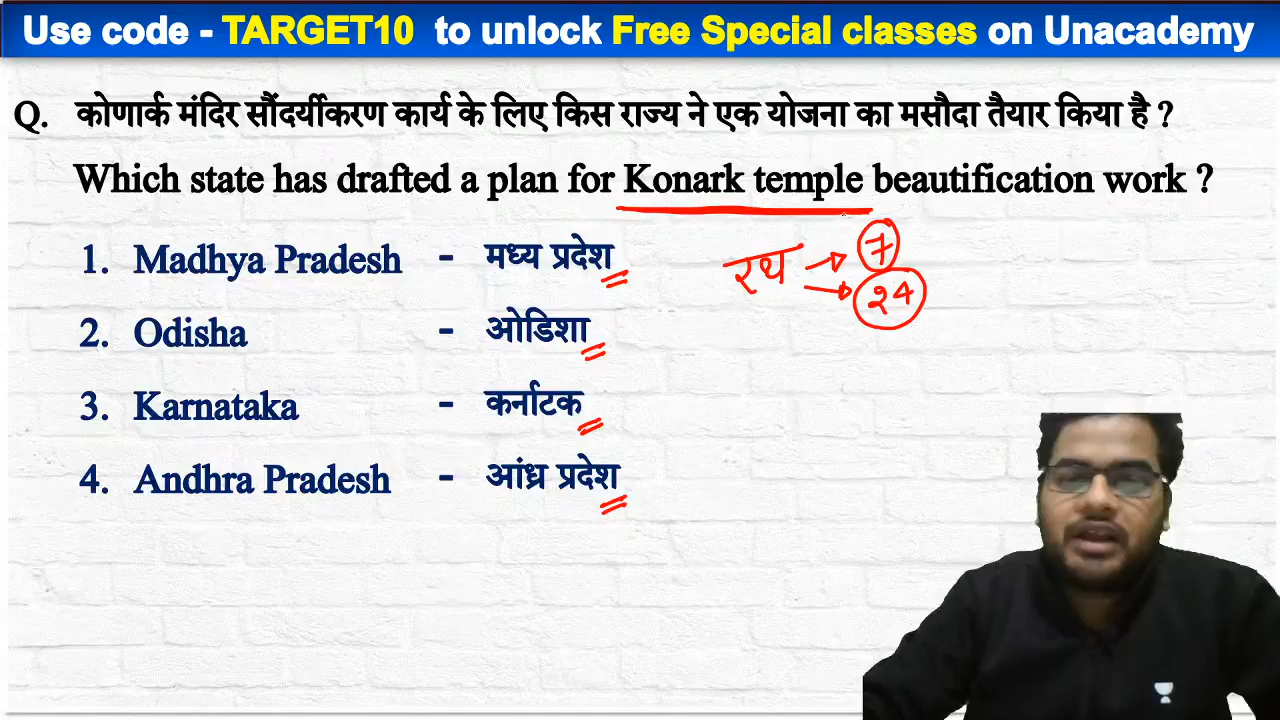 Use code - TARGET10 to unlock Free Special classes on Unacademy
Q. कोणार्क मंदिर सौंदर्यीकरण कार्य के लिए किस राज्य ने एक योजना का मसौदा तैयार किया है ?
Which state has drafted a plan for Konark temple beautification work ?
1. Madhya Pradesh - मध्य प्रदेश
रथ → 7
→ 24
2. Odisha - ओडिशा
3. Karnataka - कर्नाटक
4. Andhra Pradesh - आंध्र प्रदेश